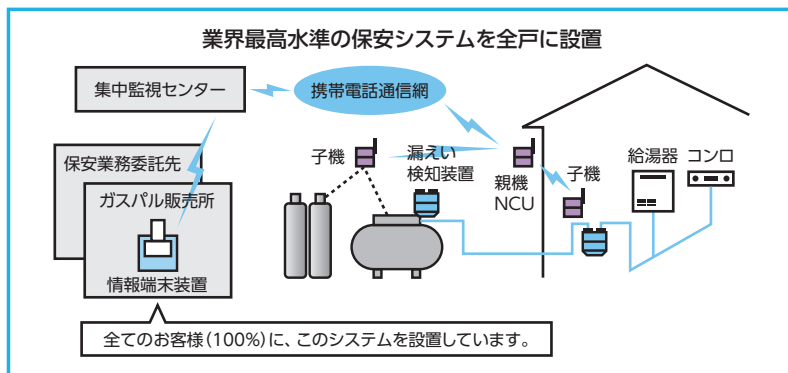 業界最高水準の保安システムを全戸に設置
集中監視センター
携帯電話通信網
保安業務委託先
ガスパル販売所
情報端末装置
子機
漏えい
検知装置
親機
NCU
子機
給湯器
コンロ
全てのお客様(100%)に、このシステムを設置しています。